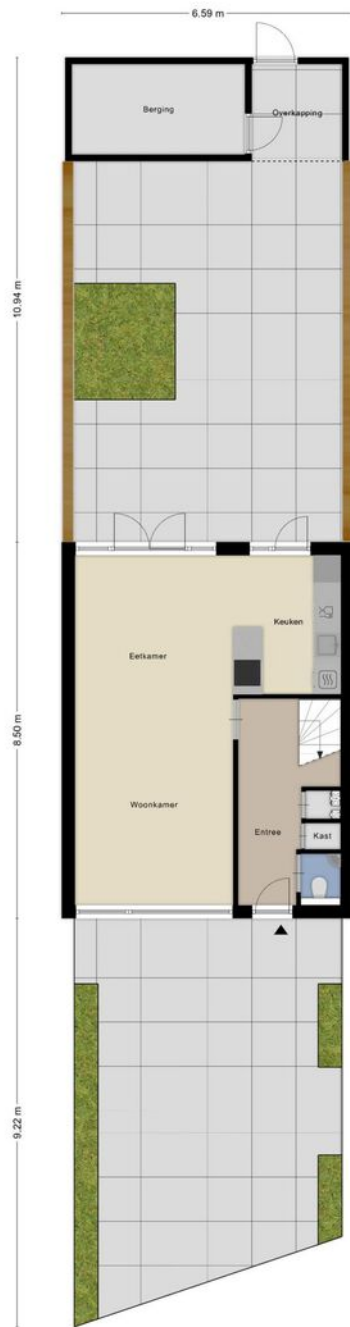 6.59 m
Berging
Overkapping
10.94 m
Keuken
Eetkamer
8.50 m
Woonkamer
Entree
Kast
9.22 m